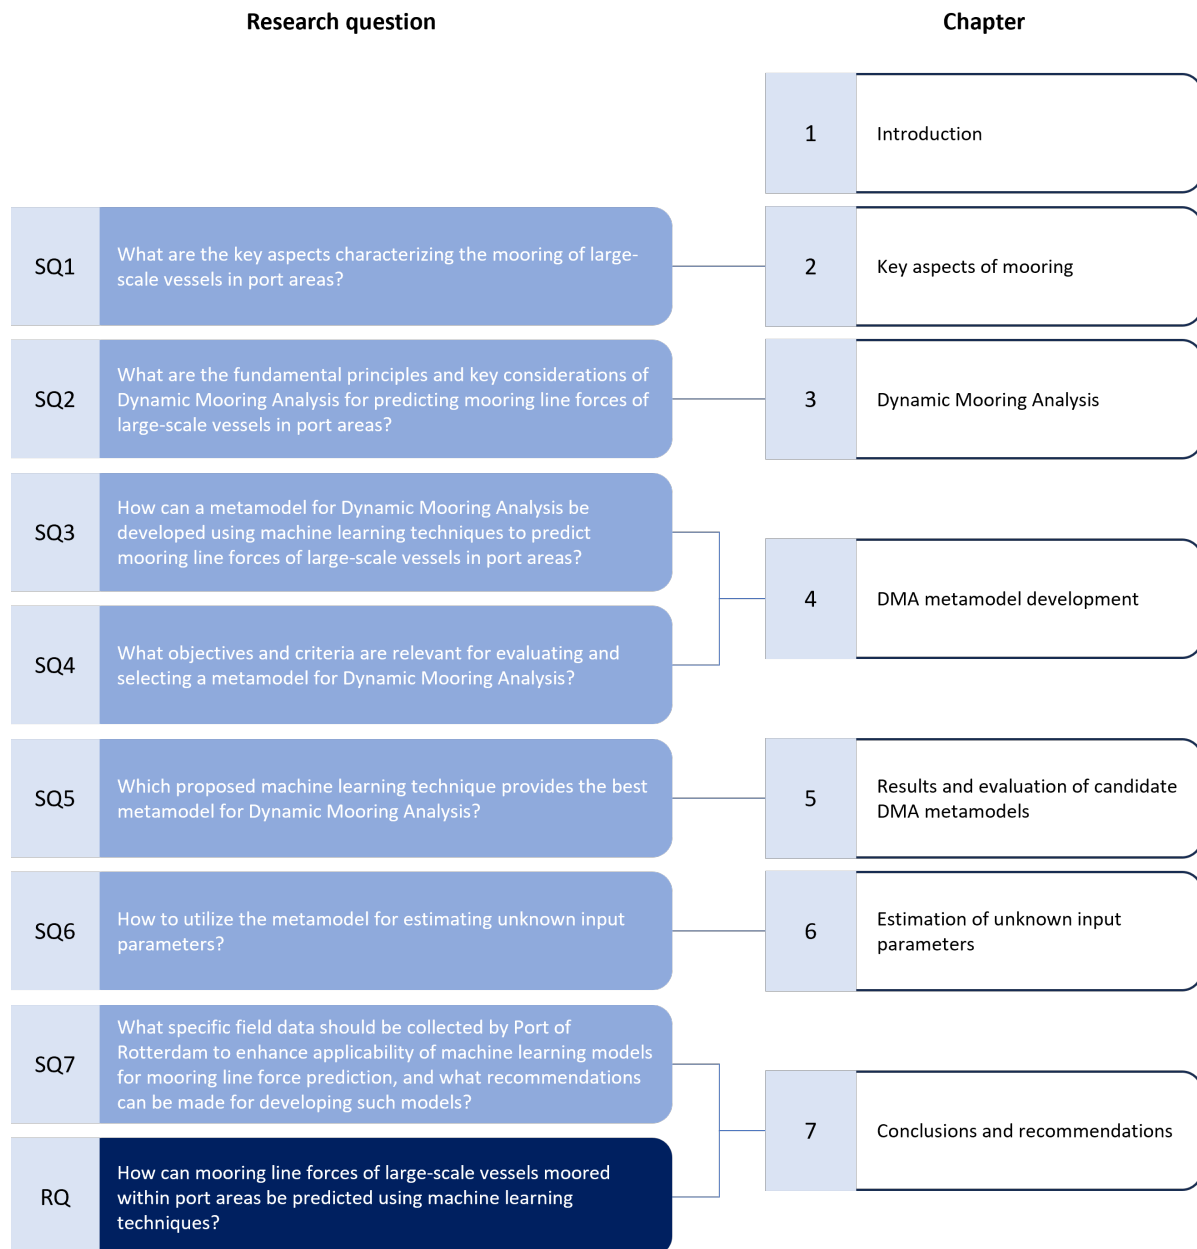 Research question
Chapter
1
Introduction
SQ1
What are the key aspects characterizing the mooring of large-
scale vessels in port areas?
2
Key aspects of mooring
SQ2
What are the fundamental principles and key considerations of
Dynamic Mooring Analysis for predicting mooring line forces of
large-scale vessels in port areas?
3
Dynamic Mooring Analysis
SQ3
How can a metamodel for Dynamic Mooring Analysis be
developed using machine learning techniques to predict
mooring line forces of large-scale vessels in port areas?
SQ4
What objectives and criteria are relevant for evaluating and
selecting a metamodel for Dynamic Mooring Analysis?
4
DMA metamodel development
SQ5
Which proposed machine learning technique provides the best
metamodel for Dynamic Mooring Analysis?
5
Results and evaluation of candidate
DMA metamodels
SQ6
How to utilize the metamodel for estimating unknown input
parameters?
6
Estimation of unknown input
parameters
SQ7
What specific field data should be collected by Port of
Rotterdam to enhance applicability of machine learning models
for mooring line force prediction, and what recommendations
can be made for developing such models?
RQ
How can mooring line forces of large-scale vessels moored
within port areas be predicted using machine learning
techniques?
7
Conclusions and recommendations